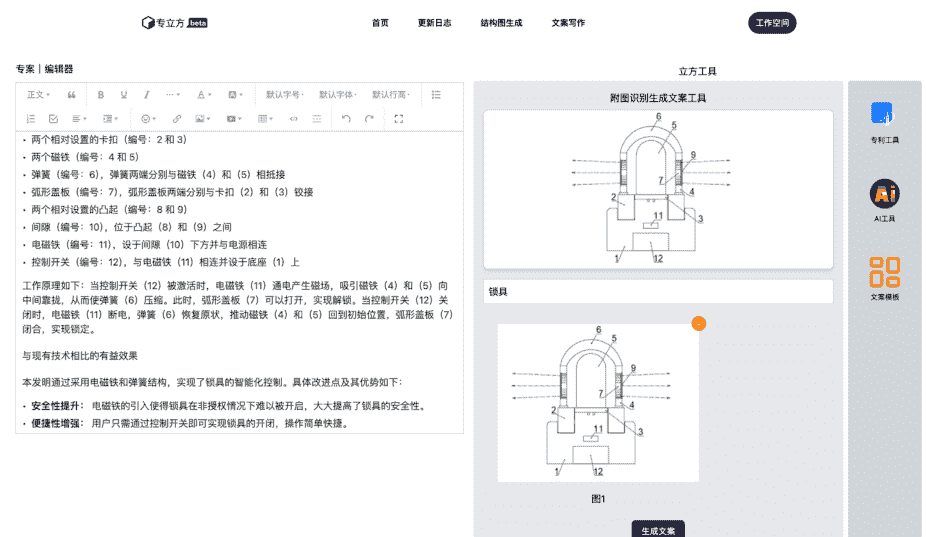 专立方 beta
首页 更新日志 结构图生成 文案写作
工作空间
专案 | 编辑器
正文 B U I A 默认字号 默认字体 默认行高
• 两个相对设置的卡扣（编号：2 和 3）
• 两个磁铁（编号：4 和 5）
• 弹簧（编号：6），弹簧两端分别与磁铁（4）和（5）相抵接
• 弧形盖板（编号：7），弧形盖板两端分别与卡扣（2）和（3）铰接
• 两个相对设置的凸起（编号：8 和 9）
• 间隙（编号：10），位于凸起（8）和（9）之间
• 电磁铁（编号：11），设于间隙（10）下方并与电源相连
• 控制开关（编号：12），与电磁铁（11）相连并设于底座（1）上
工作原理如下：当控制开关（12）被激活时，电磁铁（11）通电产生磁场，吸引磁铁（4）和（5）向
中间靠拢，从而使弹簧（6）压缩。此时，弧形盖板（7）可以打开，实现解锁。当控制开关（12）关
闭时，电磁铁（11）断电，弹簧（6）恢复原状，推动磁铁（4）和（5）回到初始位置，弧形盖板（7）
闭合，实现锁定。
与现有技术相比的有益效果
本发明通过采用电磁铁和弹簧结构，实现了锁具的智能化控制。具体改进点及其优势如下：
• 安全性提升： 电磁铁的引入使得锁具在非授权情况下难以被开启，大大提高了锁具的安全性。
• 便捷性增强： 用户只需通过控制开关即可实现锁具的开闭，操作简单快捷。
立方工具
附图识别生成文案工具
6
5
9
7
4
2
11
3
1
12
锁具
6
5
9
7
4
2
11
3
1
12
图1
生成文案
专利工具
Ai
AI工具
文案模板